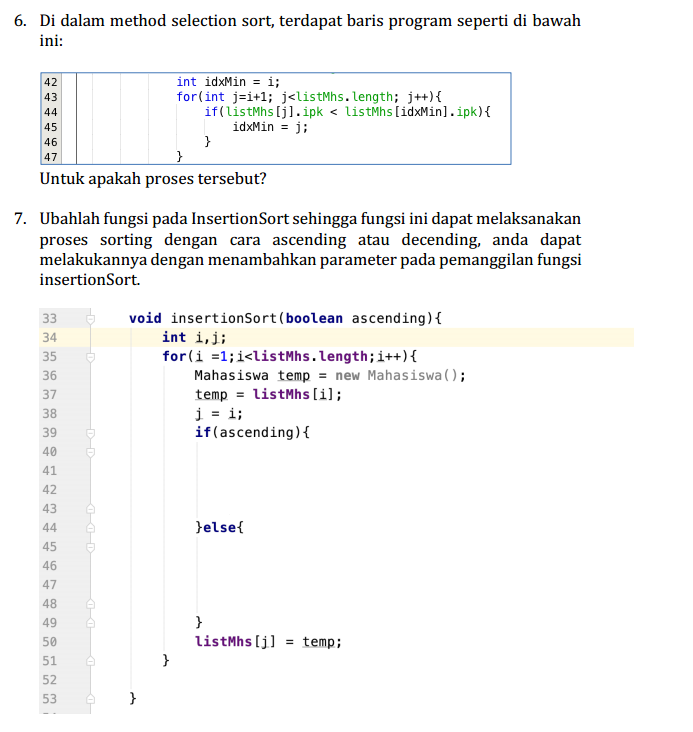 6. Di dalam method selection sort, terdapat baris program seperti di bawah
ini:
42 int idxMin = i;
43 for(int j=i+1; j<listMhs.length; j++){
44 if(listMhs[j].ipk < listMhs[idxMin].ipk){
45 idxMin = j;
46 }
47 }
Untuk apakah proses tersebut?
7. Ubahlah fungsi pada InsertionSort sehingga fungsi ini dapat melaksanakan
proses sorting dengan cara ascending atau decending, anda dapat
melakukannya dengan menambahkan parameter pada pemanggilan fungsi
insertionSort.
33 void insertionSort(boolean ascending){
34 int i,j;
35 for(i =1;i<listMhs.length;i++){
36 Mahasiswa temp = new Mahasiswa();
37 temp = listMhs[i];
38 j = i;
39 if(ascending){
40
41
42
43
44 }else{
45
46
47
48
49 }
50 listMhs[j] = temp;
51 }
52
53 }